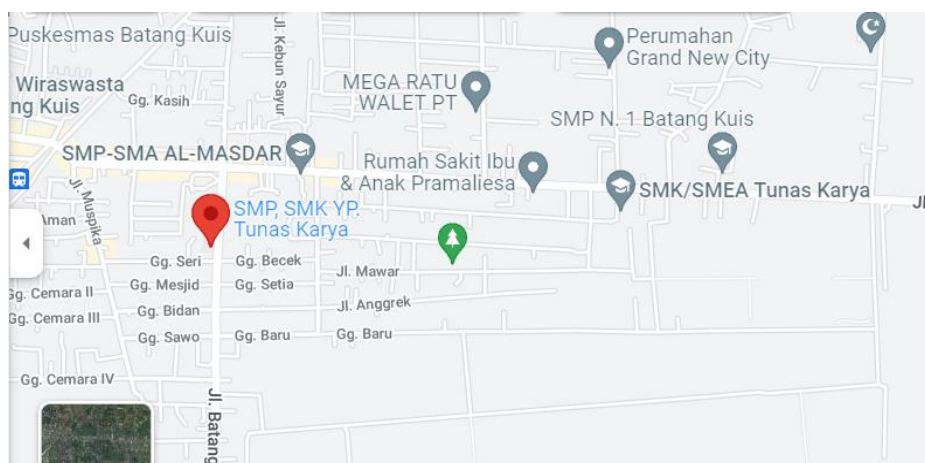 Puskesmas Batang Kuis
Jl. Kebun Sayur
Perumahan
Grand New City
Wiraswasta
ng Kuis
Gg. Kasih
MEGA RATU
WALET PT
SMP N. 1 Batang Kuis
SMP-SMA AL-MASDAR
Rumah Sakit Ibu
& Anak Pramaliesa
SMK/SMEA Tunas Karya
Jl
Jl. Muspika
Aman
SMP, SMK YP.
Tunas Karya
Gg. Seri
Gg. Becek
Jl. Mawar
Gg. Cemara II
Gg. Mesjid
Gg. Setia
Jl. Anggrek
Gg. Cemara III
Gg. Bidan
Gg. Sawo
Gg. Baru
Gg. Baru
Gg. Cemara IV
Jl. Batang